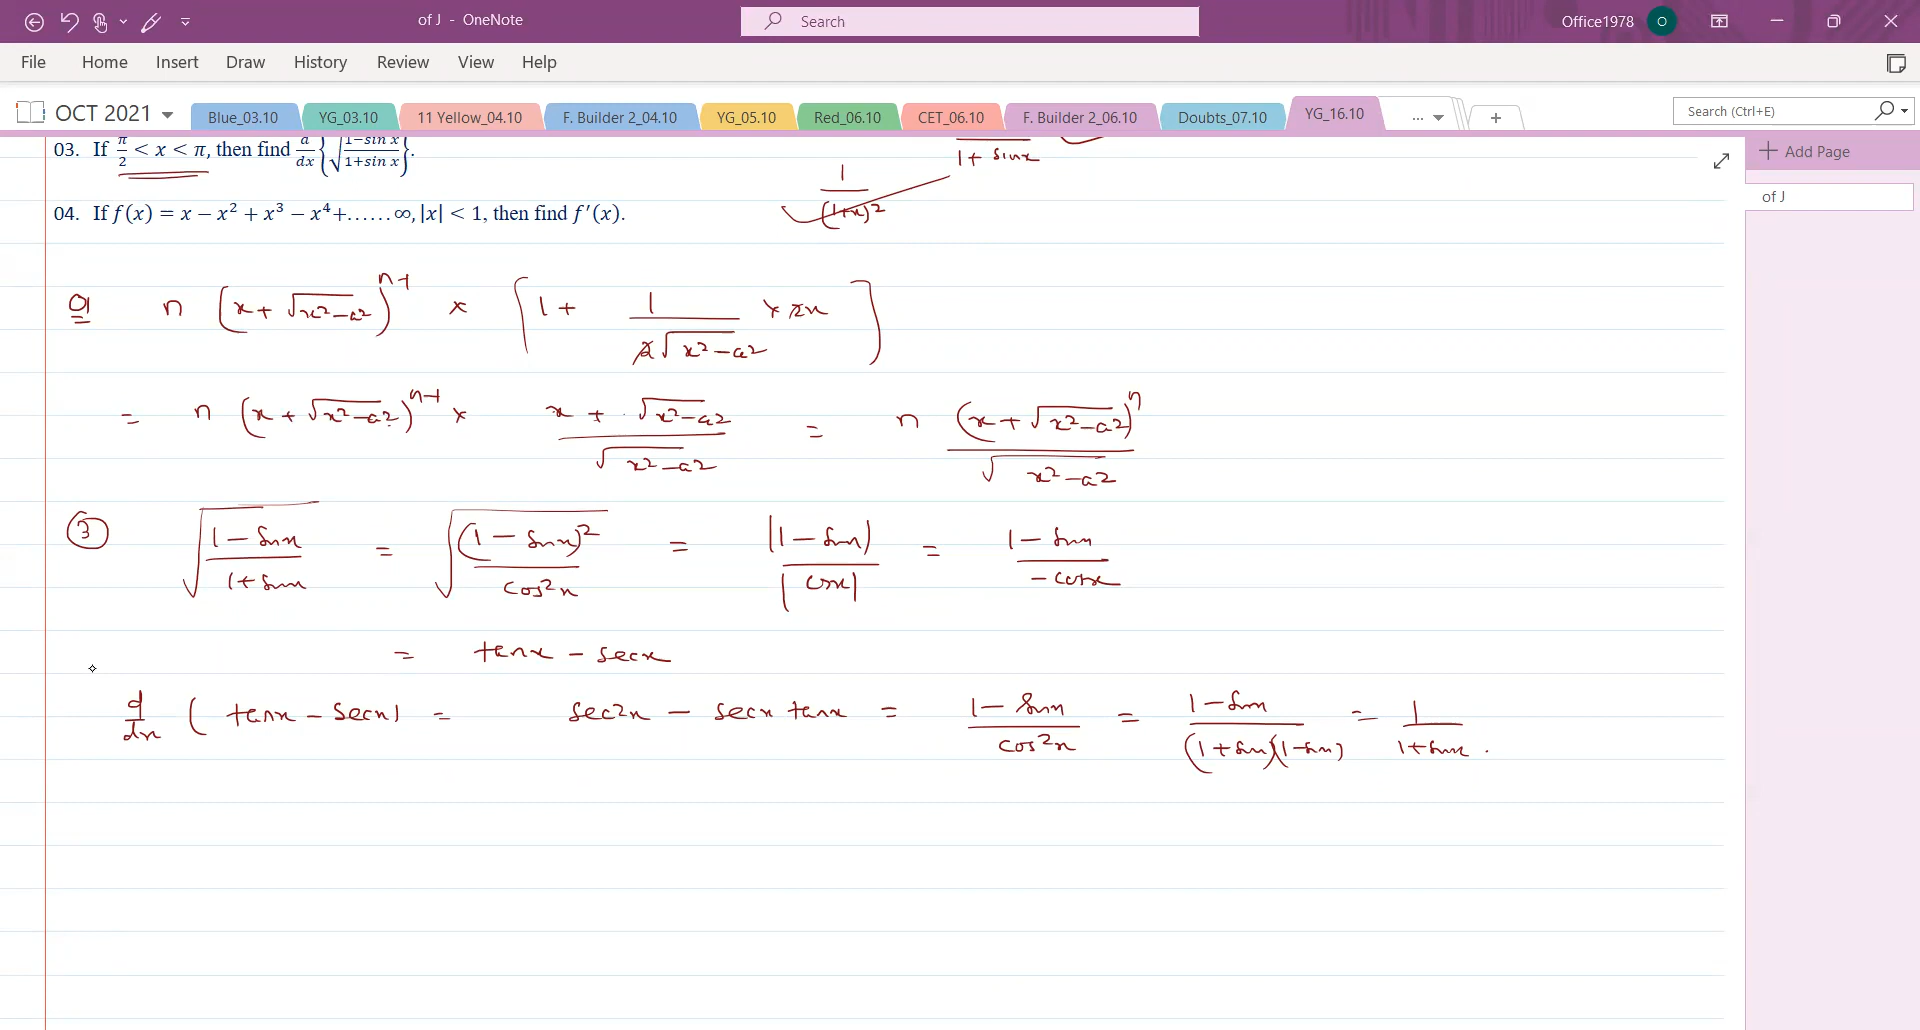 of J - OneNote
Search
Office1978
O
File Home Insert Draw History Review View Help
OCT 2021
Blue_03.10 YG_03.10 11 Yellow_04.10 F. Builder 2_04.10 YG_05.10 Red_06.10 CET_06.10 F. Builder 2_06.10 Doubts_07.10 YG_16.10 ... +
Search (Ctrl+E)
+ Add Page
of J
03. If π/2 < x < π, then find d/dx {√((1−sin x)/(1+sin x))}.
1 + sinx
1/(1+x)²
04. If f(x) = x − x² + x³ − x⁴+......∞, |x| < 1, then find f′(x).
Q1 n (x + √(x²−a²))ⁿ⁻¹ × [1 + 1/(2√(x²−a²)) × 2x]
= n (x + √(x²−a²))ⁿ⁻¹ × (x + √(x²−a²))/√(x²−a²) = n (x + √(x²−a²))ⁿ/√(x²−a²)
③ √((1−sinx)/(1+sinx)) = √((1−sinx)²/cos²x) = |1−sinx|/|cosx| = (1−sinx)/(−cosx)
= tanx − secx
d/dx (tanx − secx) = sec²x − secx tanx = (1−sinx)/cos²x = (1−sinx)/((1+sinx)(1−sinx)) = 1/(1+sinx).